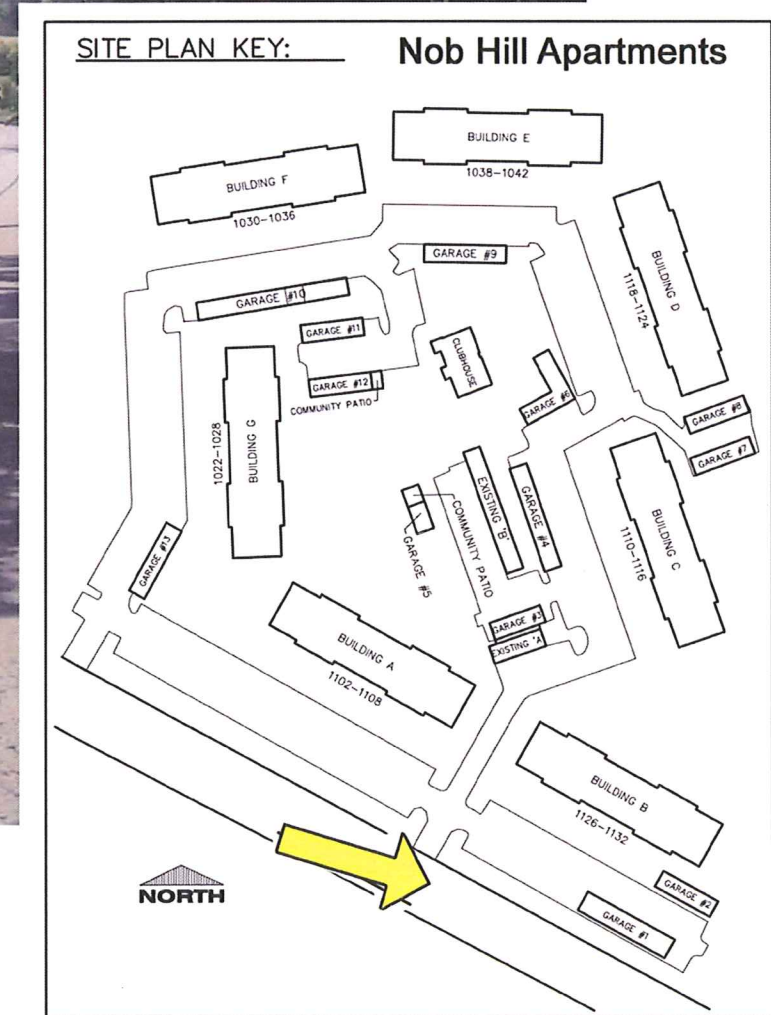 SITE PLAN KEY:
Nob Hill Apartments
BUILDING E
1038-1042
BUILDING F
1030-1036
GARAGE #9
BUILDING D
1118-1124
GARAGE #10
GARAGE #11
CLUBHOUSE
GARAGE #12
COMMUNITY PATIO
GARAGE #6
GARAGE #8
GARAGE #7
BUILDING G
1022-1028
EXISTING 'B'
GARAGE #4
COMMUNITY PATIO
GARAGE #5
BUILDING C
1110-1116
GARAGE #13
GARAGE #3
EXISTING 'A'
BUILDING A
1102-1108
BUILDING B
1126-1132
GARAGE #2
GARAGE #1
NORTH